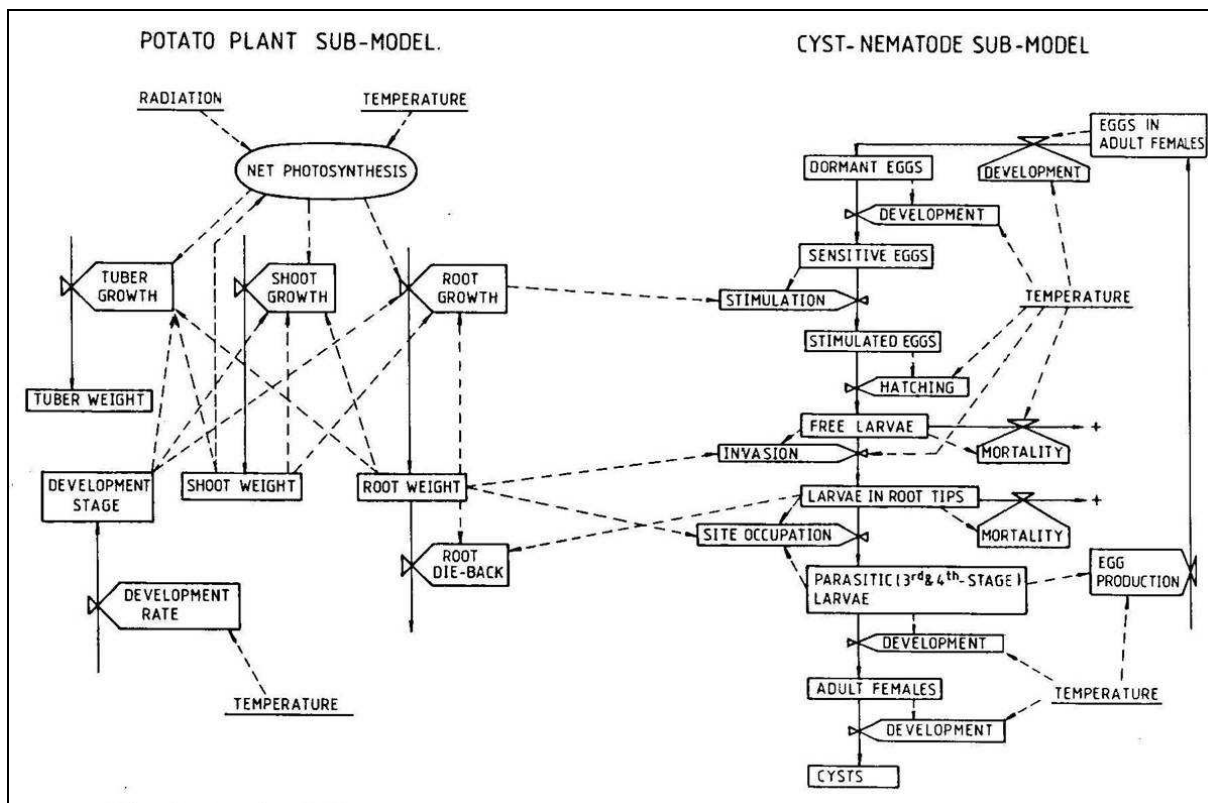 POTATO PLANT SUB-MODEL.
RADIATION
TEMPERATURE
NET PHOTOSYNTHESIS
TUBER
GROWTH
SHOOT
GROWTH
ROOT
GROWTH
TUBER WEIGHT
DEVELOPMENT
STAGE
SHOOT WEIGHT
ROOT WEIGHT
ROOT
DIE-BACK
DEVELOPMENT
RATE
TEMPERATURE
CYST-NEMATODE SUB-MODEL
EGGS IN
ADULT FEMALES
DORMANT EGGS
DEVELOPMENT
DEVELOPMENT
SENSITIVE EGGS
STIMULATION
TEMPERATURE
STIMULATED EGGS
HATCHING
FREE LARVAE
+
INVASION
MORTALITY
LARVAE IN ROOT TIPS
+
SITE OCCUPATION
MORTALITY
PARASITIC (3rd & 4th-STAGE)
LARVAE
EGG
PRODUCTION
DEVELOPMENT
ADULT FEMALES
TEMPERATURE
DEVELOPMENT
CYSTS